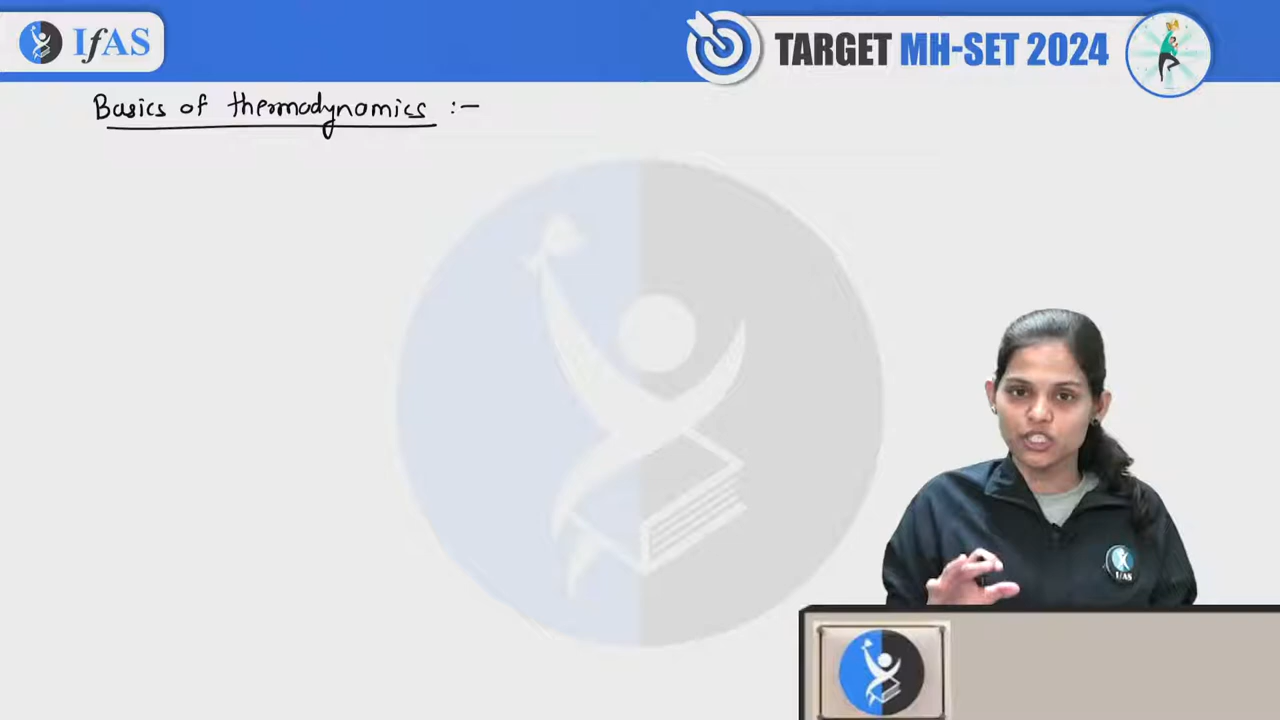 IfAS
TARGET MH-SET 2024
Basics of thermodynamics :-
IFAS